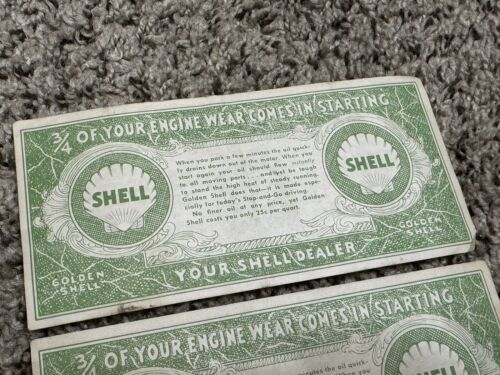 3/4 OF YOUR ENGINE WEAR COMES IN STARTING
When you park a few minutes the oil quick-
ly drains down out of the motor. When you
start again your oil should flow instantly
to all moving parts... and yet be tough
to stand the high heat of steady running.
Golden Shell does that—it is made espe-
cially for today's Stop-and-Go driving.
No finer oil at any price, yet Golden
Shell costs you only 25c per quart.
SHELL
SHELL
GOLDEN
SHELL
GOLDEN
SHELL
YOUR SHELL DEALER
3/4 OF YOUR ENGINE WEAR COMES IN STARTING
minutes the oil quick-
SHELL